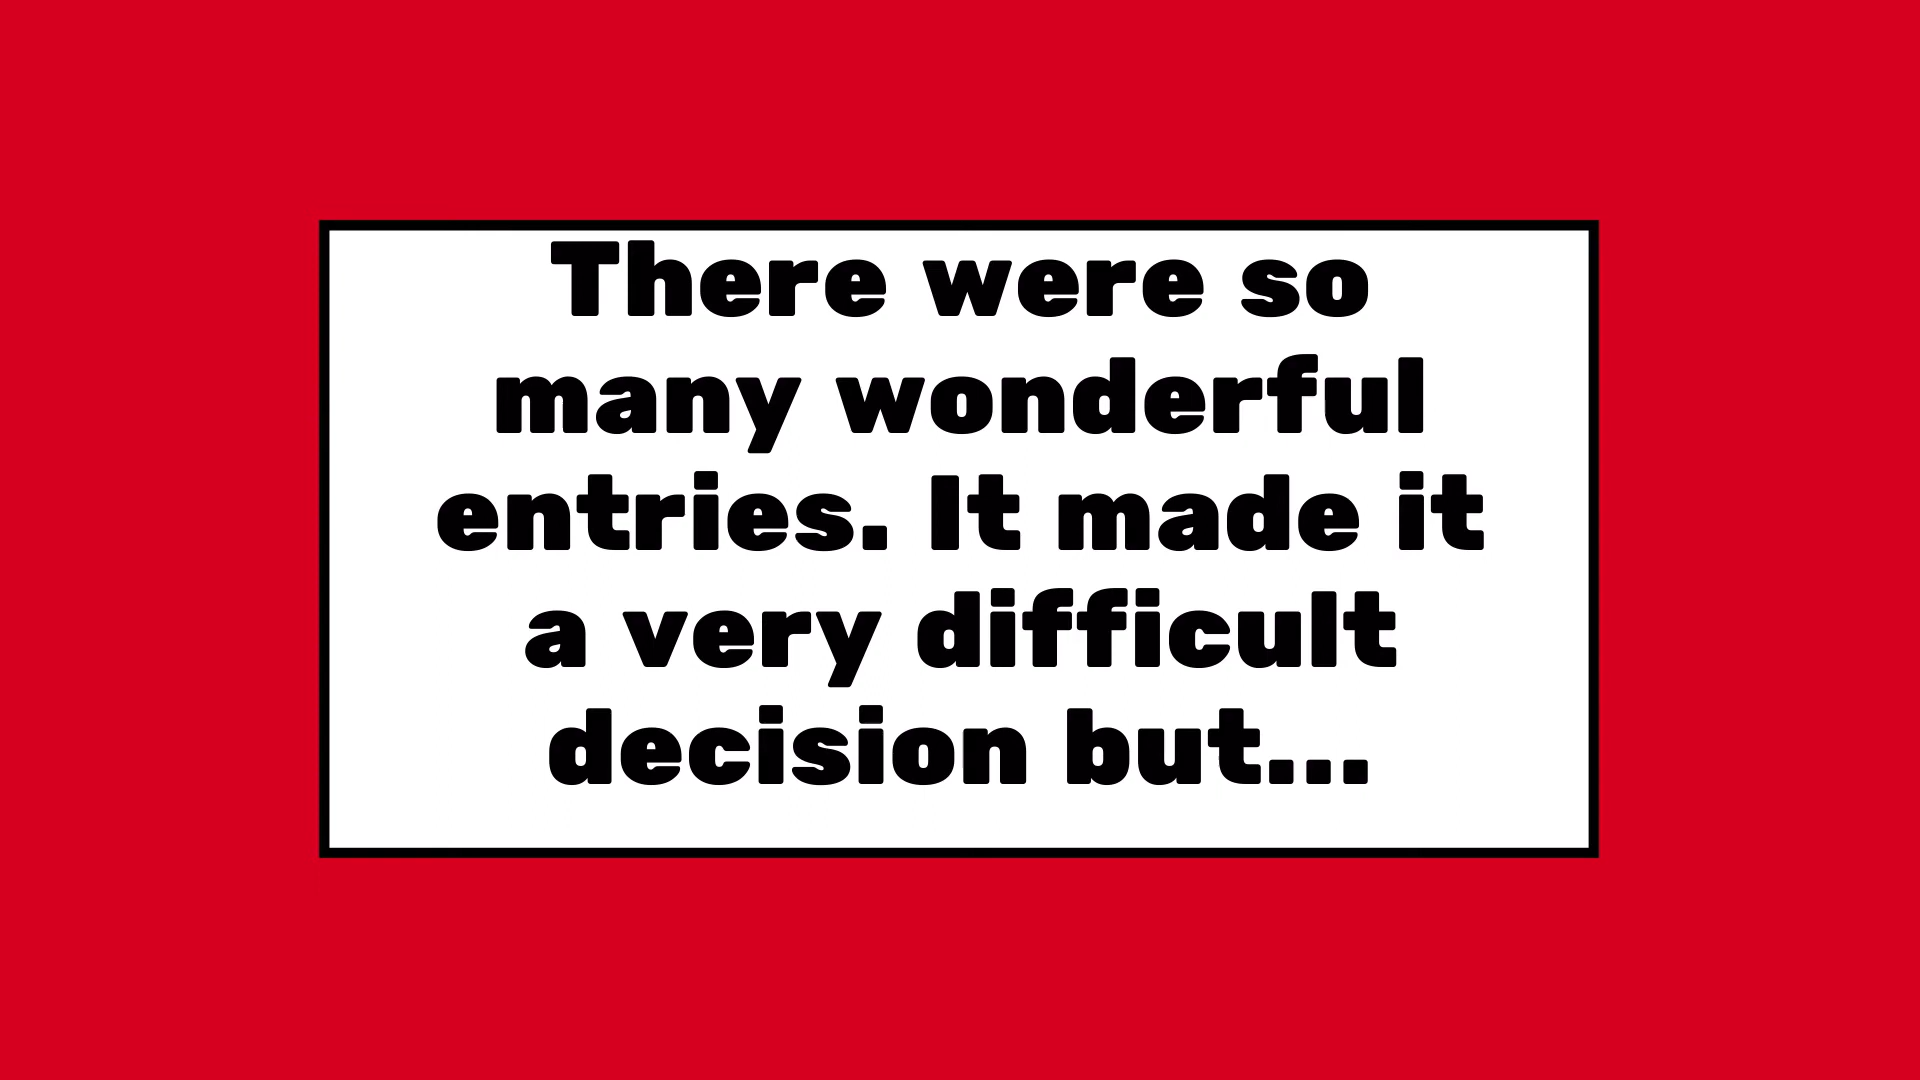 There were so
many wonderful
entries. It made it
a very difficult
decision but...